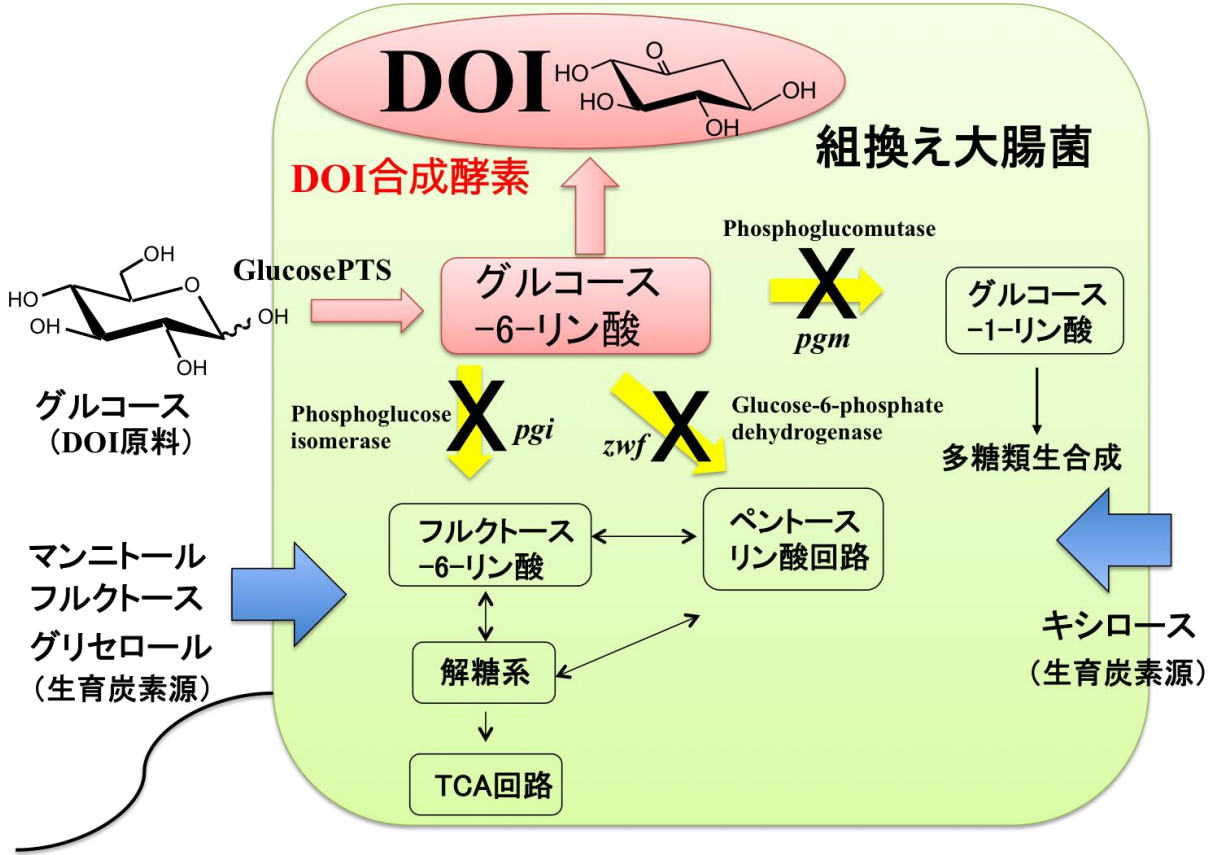 DOI
O
HO
HO
OH
OH
組換え大腸菌
DOI合成酵素
Phosphoglucomutase
OH
HO
HO
O
OH
OH
GlucosePTS
グルコース
-6-リン酸
X
pgm
グルコース
-1-リン酸
グルコース
（DOI原料）
Phosphoglucose
isomerase
X
pgi
zwf
X
Glucose-6-phosphate
dehydrogenase
多糖類生合成
フルクトース
-6-リン酸
ペントース
リン酸回路
マンニトール
フルクトース
グリセロール
（生育炭素源）
キシロース
（生育炭素源）
解糖系
TCA回路